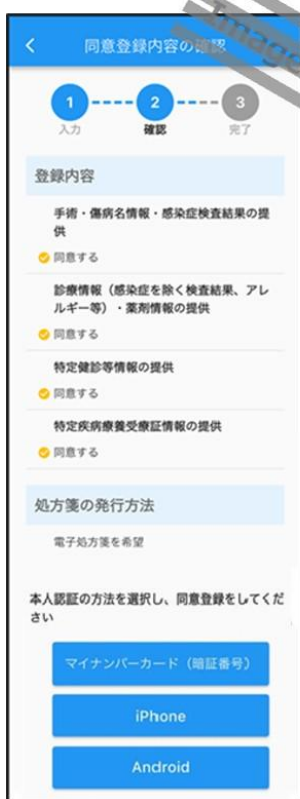 同意登録内容の確認
1 2 3
入力 確認 完了
登録内容
手術・傷病名情報・感染症検査結果の提
供
同意する
診療情報（感染症を除く検査結果、アレ
ルギー等）・薬剤情報の提供
同意する
特定健診等情報の提供
同意する
特定疾病療養受療証情報の提供
同意する
処方箋の発行方法
電子処方箋を希望
本人認証の方法を選択し、同意登録をしてくだ
さい
マイナンバーカード（暗証番号）
iPhone
Android